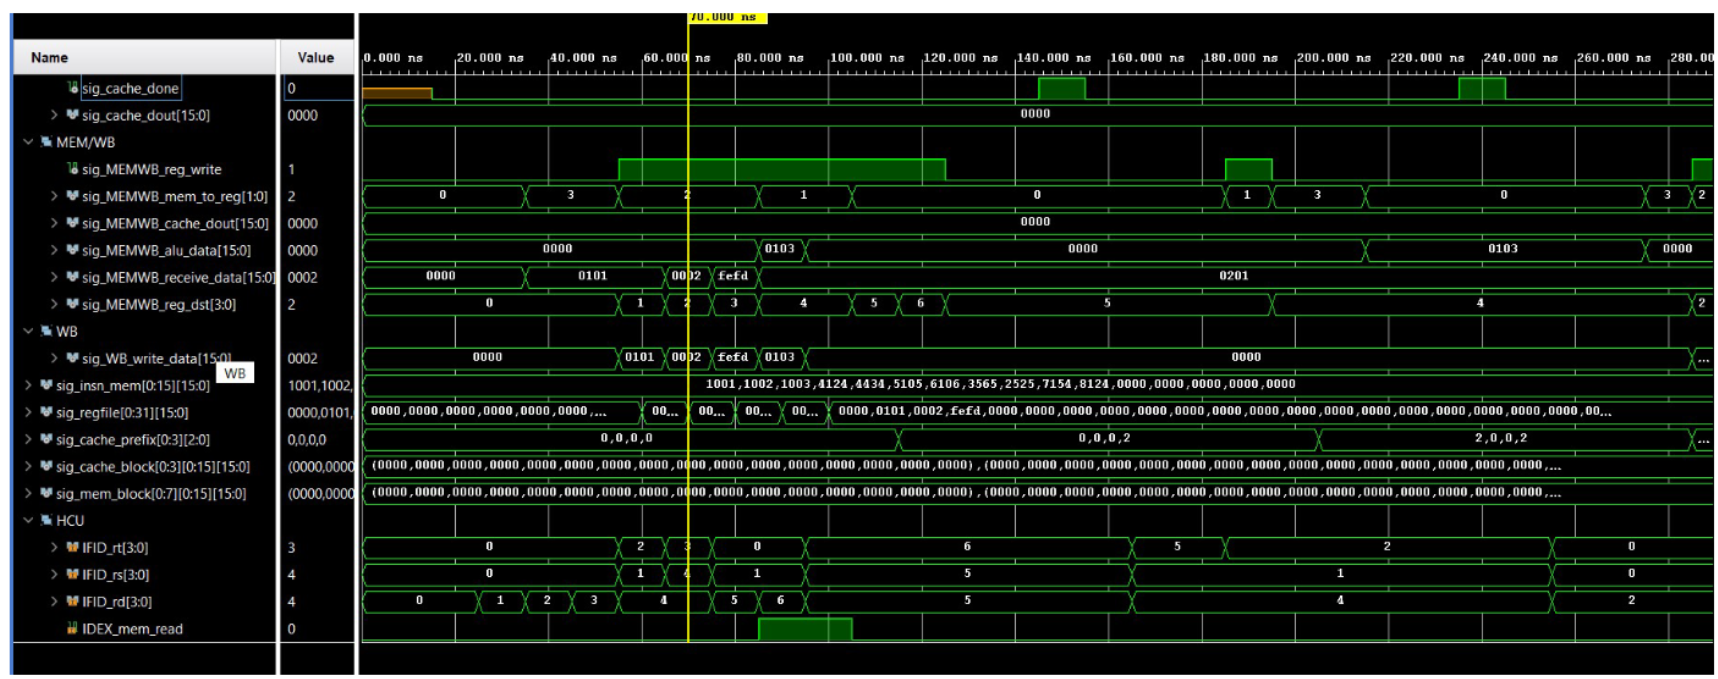 70.000 ns
Name Value 0.000 ns 20.000 ns 40.000 ns 60.000 ns 80.000 ns 100.000 ns 120.000 ns 140.000 ns 160.000 ns 180.000 ns 200.000 ns 220.000 ns 240.000 ns 260.000 ns 280.00
sig_cache_done 0
sig_cache_dout[15:0] 0000 0000
MEM/WB
sig_MEMWB_reg_write 1
sig_MEMWB_mem_to_reg[1:0] 2 0 3 2 1 0 1 3 0 3 2
sig_MEMWB_cache_dout[15:0] 0000 0000
sig_MEMWB_alu_data[15:0] 0000 0000 0103 0000 0103 0000
sig_MEMWB_receive_data[15:0] 0002 0000 0101 0002 fefd 0201
sig_MEMWB_reg_dst[3:0] 2 0 1 2 3 4 5 6 5 4 2
WB
sig_WB_write_data[15:0] 0002 0000 0101 0002 fefd 0103 0000 ...
WB
sig_insn_mem[0:15][15:0] 1001,1002, 1001,1002,1003,4124,4434,5105,6106,3565,2525,7154,8124,0000,0000,0000,0000,0000
sig_regfile[0:31][15:0] 0000,0101, 0000,0000,0000,0000,0000,0000,... 00... 00... 00... 00... 0000,0101,0002,fefd,0000,0000,0000,0000,0000,0000,0000,0000,0000,0000,0000,0000,0000,0000,0000,0000,00...
sig_cache_prefix[0:3][2:0] 0,0,0,0 0,0,0,0 0,0,0,2 2,0,0,2 ...
sig_cache_block[0:3][0:15][15:0] (0000,0000 (0000,0000,0000,0000,0000,0000,0000,0000,0000,0000,0000,0000,0000,0000,0000,0000),(0000,0000,0000,0000,0000,0000,0000,0000,0000,0000,0000,0000,0000,0000,0000,...
sig_mem_block[0:7][0:15][15:0] (0000,0000 (0000,0000,0000,0000,0000,0000,0000,0000,0000,0000,0000,0000,0000,0000,0000,0000),(0000,0000,0000,0000,0000,0000,0000,0000,0000,0000,0000,0000,0000,0000,0000,...
HCU
IFID_rt[3:0] 3 0 2 3 0 6 5 2 0
IFID_rs[3:0] 4 0 1 4 1 5 1 0
IFID_rd[3:0] 4 0 1 2 3 4 5 6 5 4 2
IDEX_mem_read 0